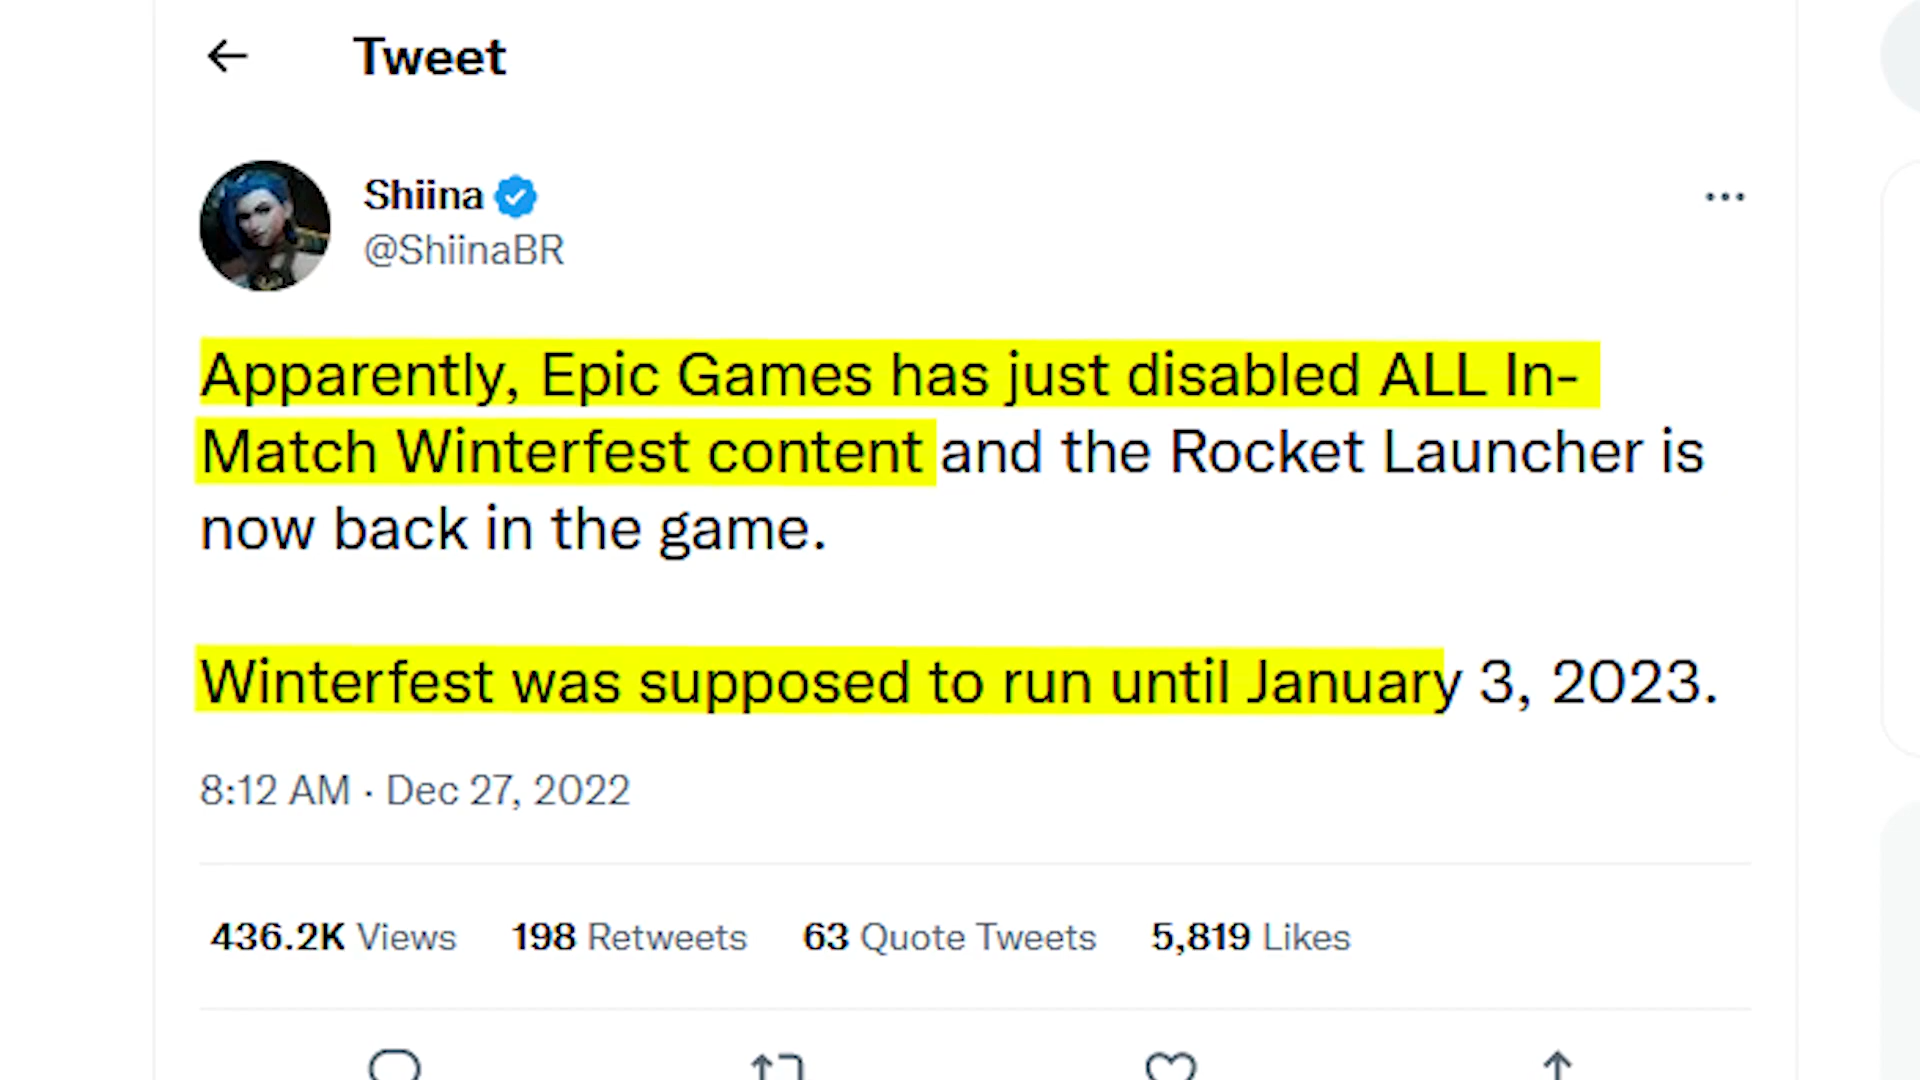 Tweet
Shiina
@ShiinaBR
Apparently, Epic Games has just disabled ALL In-
Match Winterfest content and the Rocket Launcher is
now back in the game.
Winterfest was supposed to run until January 3, 2023.
8:12 AM · Dec 27, 2022
436.2K Views 198 Retweets 63 Quote Tweets 5,819 Likes